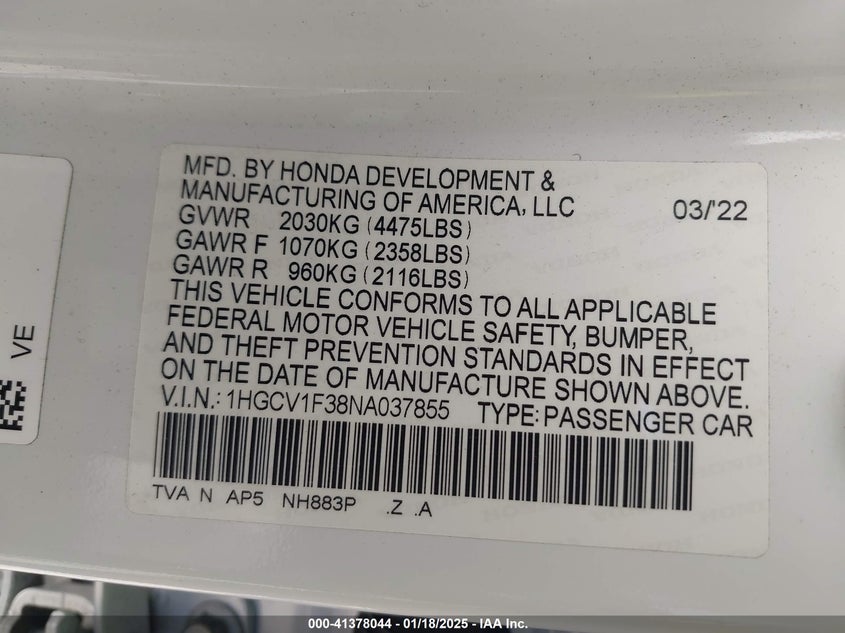 MFD. BY HONDA DEVELOPMENT &
MANUFACTURING OF AMERICA, LLC 03/'22
GVWR 2030KG (4475LBS)
GAWR F 1070KG (2358LBS)
GAWR R 960KG (2116LBS)
THIS VEHICLE CONFORMS TO ALL APPLICABLE
FEDERAL MOTOR VEHICLE SAFETY, BUMPER,
AND THEFT PREVENTION STANDARDS IN EFFECT
ON THE DATE OF MANUFACTURE SHOWN ABOVE.
V.I.N.: 1HGCV1F38NA037855 TYPE: PASSENGER CAR
TVA N AP5 NH883P .Z .A
VE
000-41378044 / 01/18/2025 - IAA Inc.